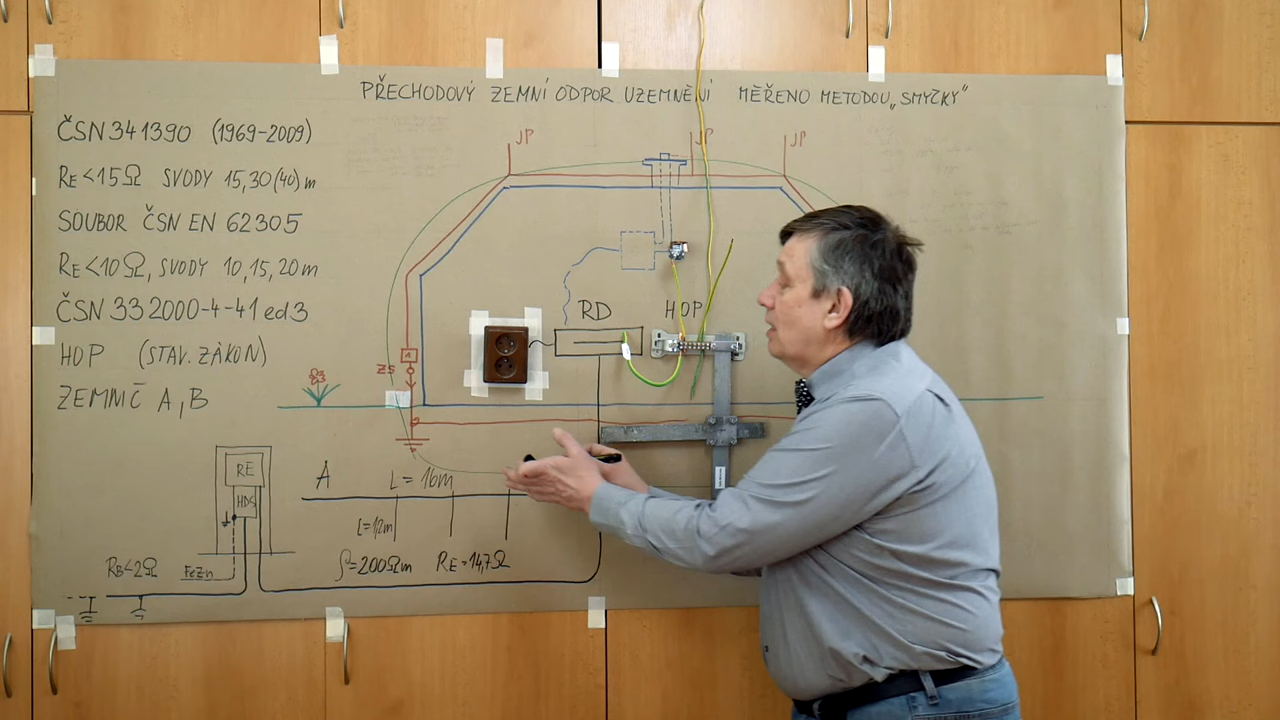 PŘECHODOVÝ ZEMNÍ ODPOR UZEMNĚNÍ MĚŘENO METODOU „SMYČKY“
ČSN 341390 (1969-2009)
RE<15Ω SVODY 15,30(40)m
SOUBOR ČSN EN 62305
RE<10Ω, SVODY 10,15,20m
ČSN 33 2000-4-41 ed3
HOP (STAV. ZÁKON)
ZEMNIČ A,B
JP
JP
JP
RD
HOP
ZS
RE
HDS
A
L=16m
l=1,2m
ρ=200Ωm RE=14,7Ω
RB<2Ω
FeZn